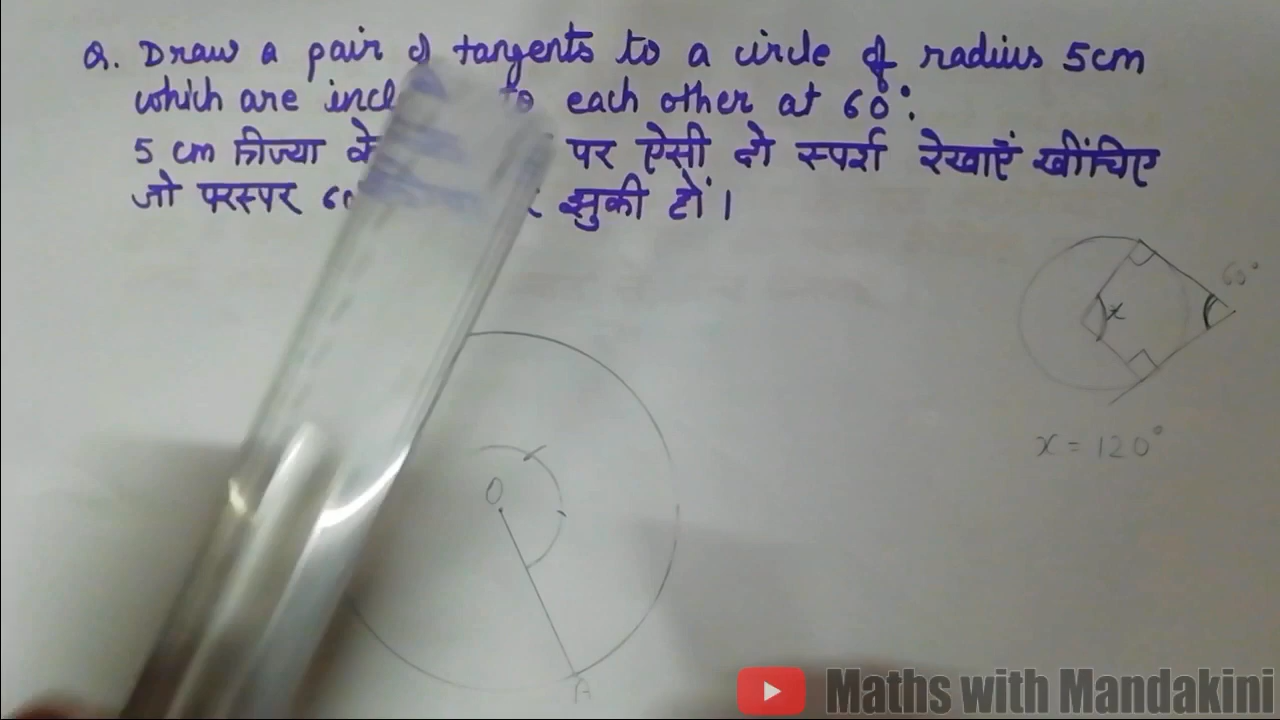 Q. Draw a pair of tangents to a circle of radius 5cm
which are to each other at 60°.
5 cm त्रिज्या के पर ऐसी दो स्पर्श रेखाएं खींचिए
जो परस्पर झुकी हों।
60°
x
x = 120°
O
A
Maths with Mandakini